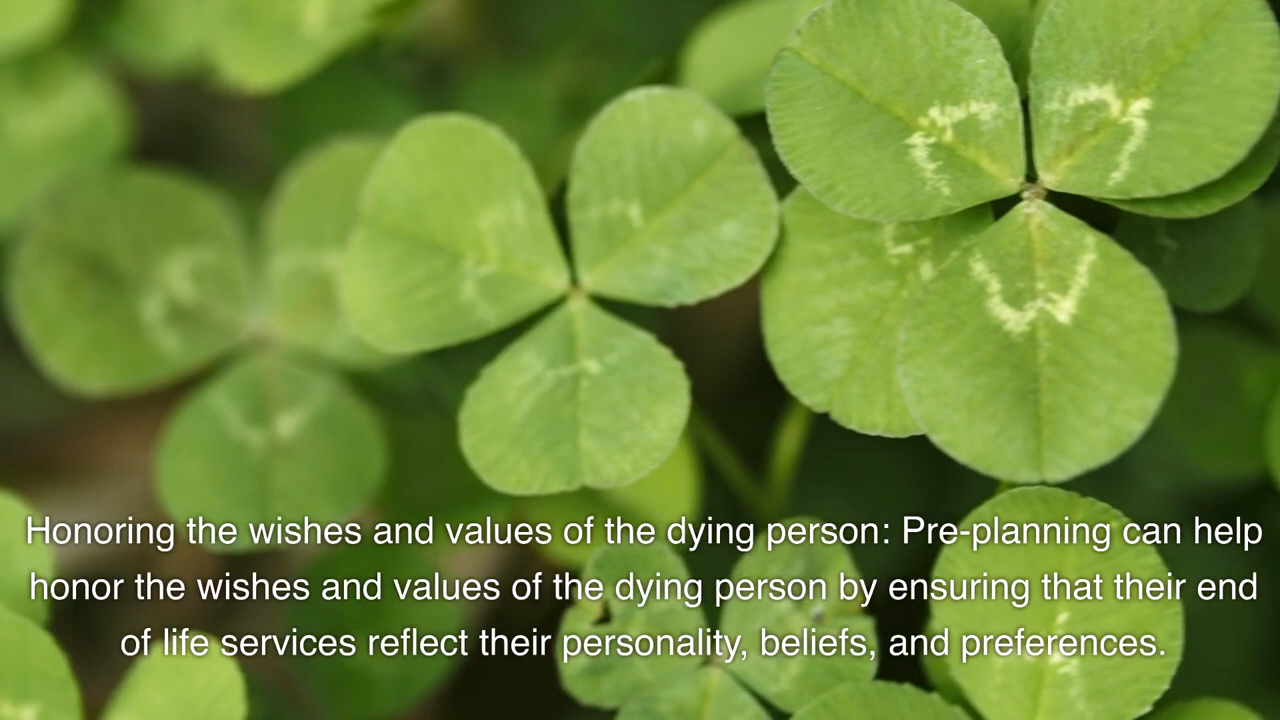 Honoring the wishes and values of the dying person: Pre-planning can help
honor the wishes and values of the dying person by ensuring that their end
of life services reflect their personality, beliefs, and preferences.